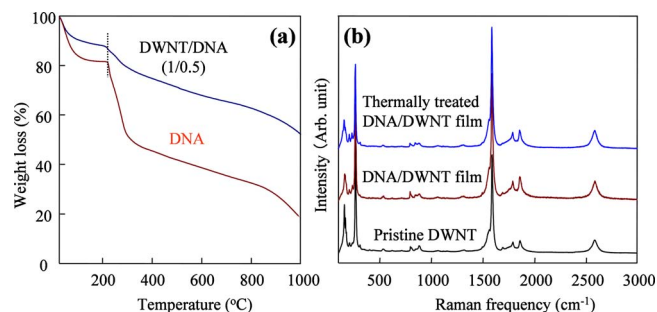 (a)
DWNT/DNA
(1/0.5)
DNA
Weight loss (%)
100
80
60
40
20
0
0 200 400 600 800 1000
Temperature (°C)
(b)
Thermally treated
DNA/DWNT film
DNA/DWNT film
Pristine DWNT
Intensity (Arb. unit)
500 1000 1500 2000 2500 3000
Raman frequency (cm-1)